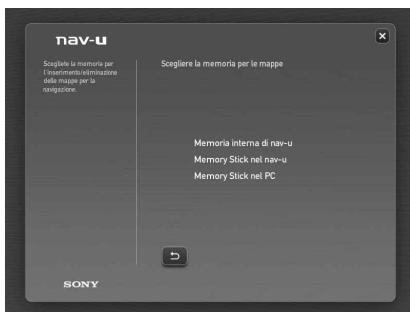 nav-u
Scegliete la memoria per
l'inserimento/eliminazione
delle mappe per la
navigazione.
Scegliere la memoria per le mappe
Memoria interna di nav-u
Memory Stick nel nav-u
Memory Stick nel PC
SONY